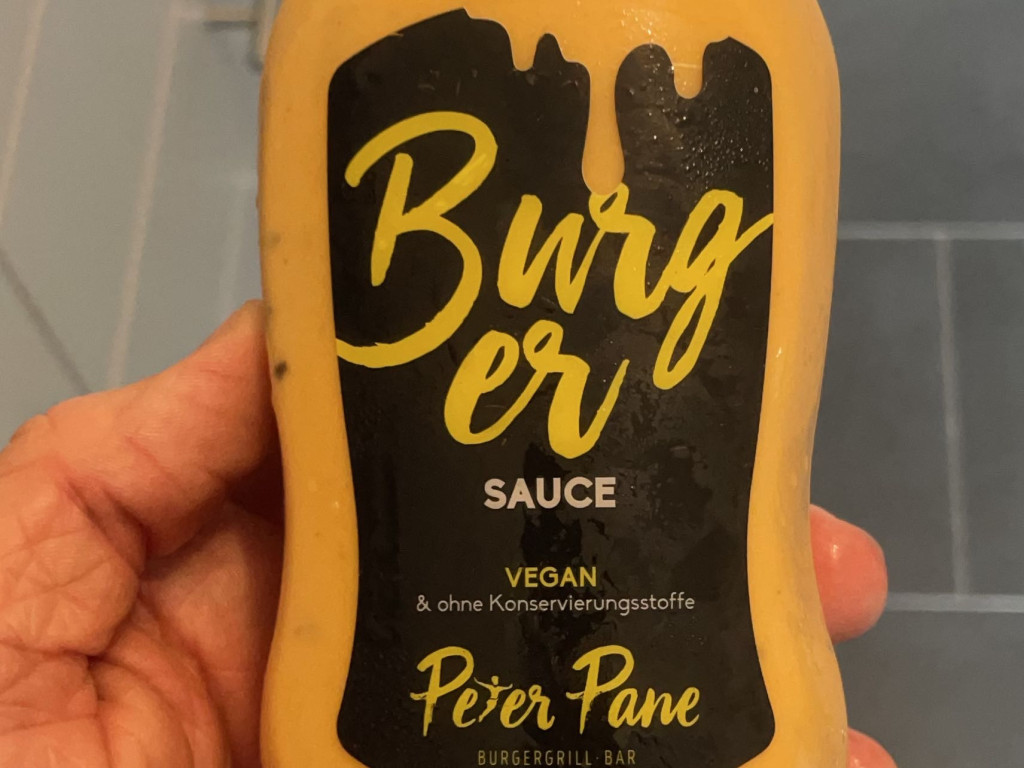 Burg
er
SAUCE
VEGAN
& ohne Konservierungsstoffe
Peter Pane
BURGERGRILL · BAR